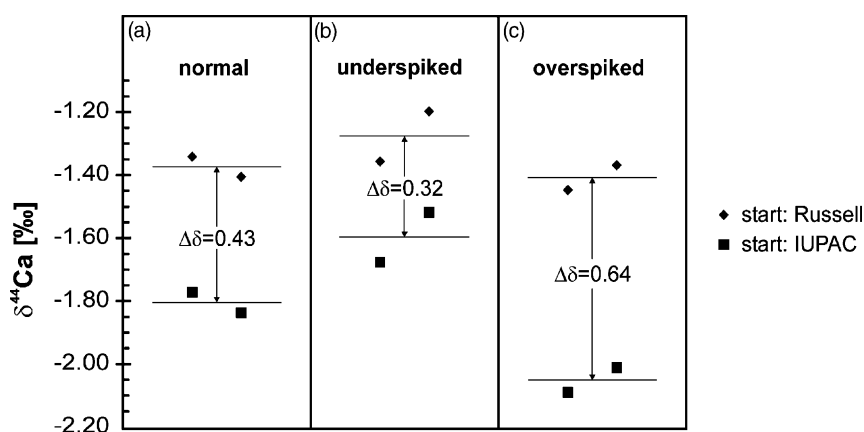 (a)
normal
(b)
underspiked
(c)
overspiked
δ⁴⁴Ca [‰]
-1.20
-1.40
-1.60
-1.80
-2.00
-2.20
Δδ=0.43
Δδ=0.32
Δδ=0.64
start: Russell
start: IUPAC